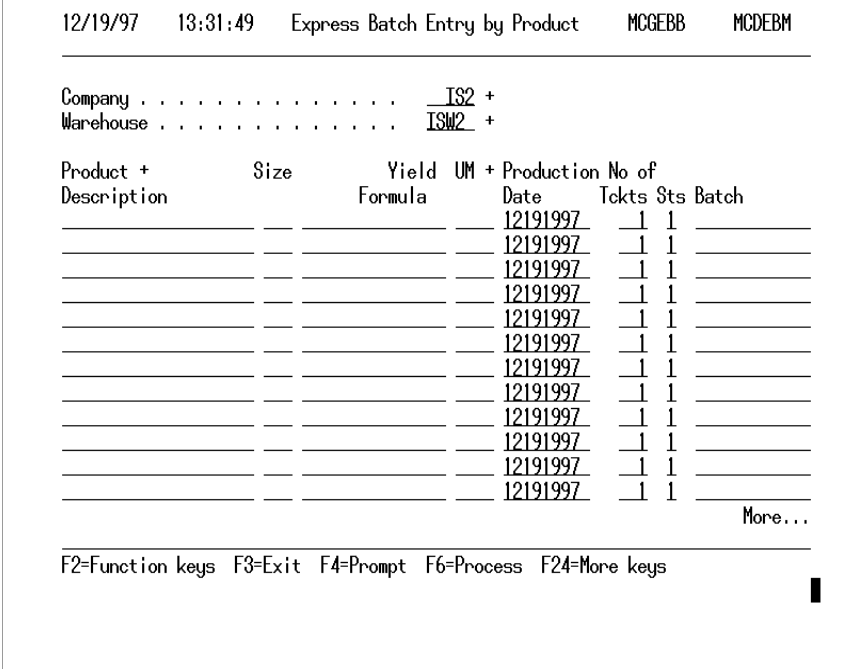 12/19/97 13:31:49 Express Batch Entry by Product MCGEBB MCDEBM
Company . . . . . . . . . . . . . . IS2 +
Warehouse . . . . . . . . . . . . . ISW2 +
Product + Size Yield UM + Production No of
Description Formula Date Tckts Sts Batch
12191997 1 1
12191997 1 1
12191997 1 1
12191997 1 1
12191997 1 1
12191997 1 1
12191997 1 1
12191997 1 1
12191997 1 1
12191997 1 1
12191997 1 1
12191997 1 1
More...
F2=Function keys F3=Exit F4=Prompt F6=Process F24=More keys